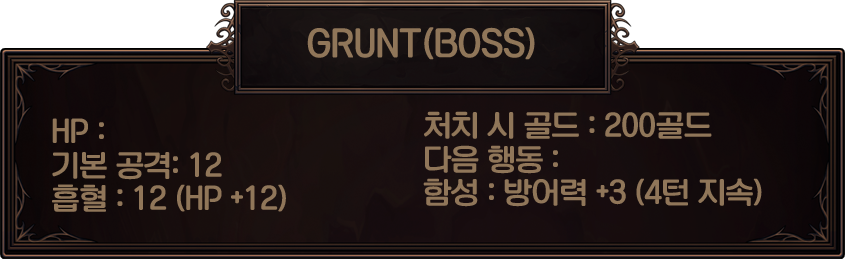 GRUNT(BOSS)
HP :
기본 공격: 12
흡혈 : 12 (HP +12)
처치 시 골드 : 200골드
다음 행동 :
함성 : 방어력 +3 (4턴 지속)